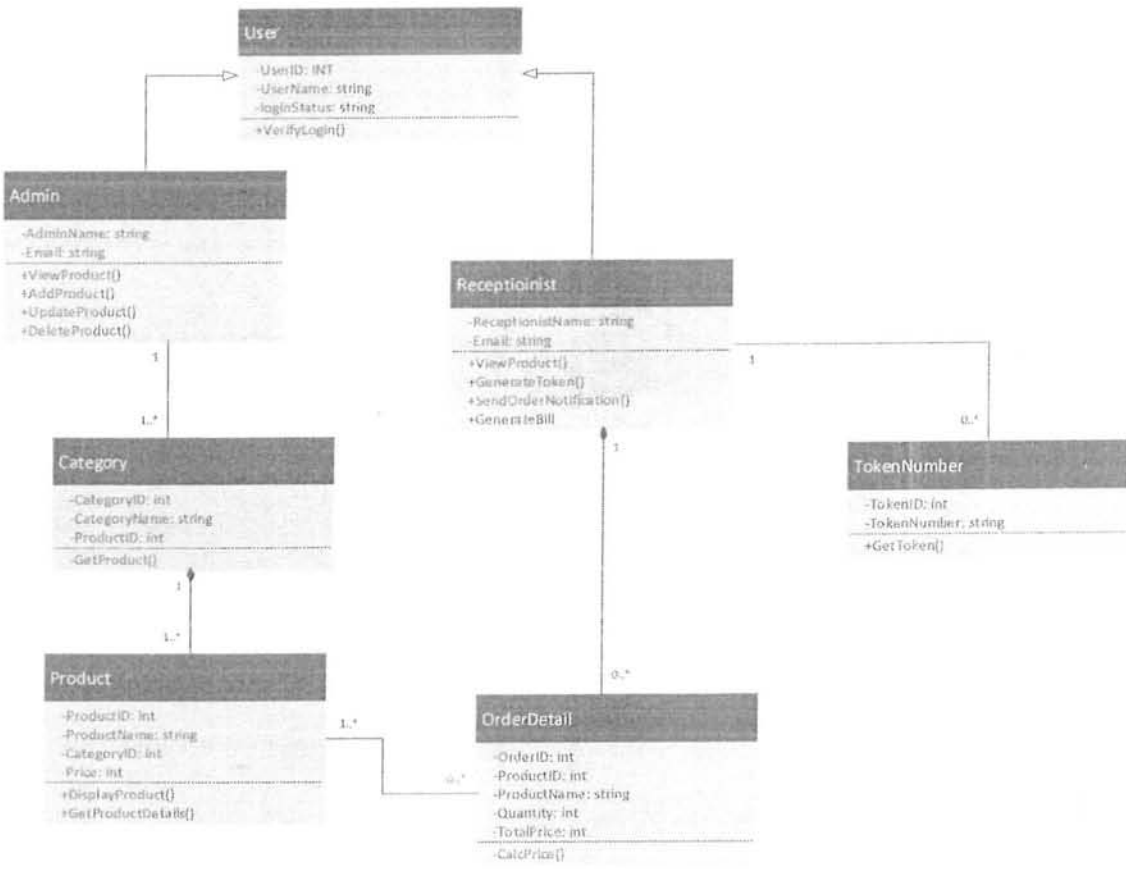 User
-UserID: INT
-UserName: string
-loginStatus: string
+VerifyLogin()
Admin
-AdminName: string
-Email: string
+ViewProduct()
+AddProduct()
+UpdateProduct()
+DeleteProduct()
1
1..*
Receptioinist
-ReceptionistName: string
-Email: string
+ViewProduct()
+GenerateToken()
+SendOrderNotification()
+GenerateBill
1
0..*
1
0..*
TokenNumber
-TokenID: int
-TokenNumber: string
+GetToken()
Category
-CategoryID: int
-CategoryName: string
-ProductID: int
-GetProduct()
1
1..*
Product
-ProductID: int
-ProductName: string
-CategoryID: int
-Price: int
+DisplayProduct()
+GetProductDetails()
1..*
0..*
OrderDetail
-OrderID: int
-ProductID: int
-ProductName: string
-Quantity: int
-TotalPrice: int
-CalcPrice()